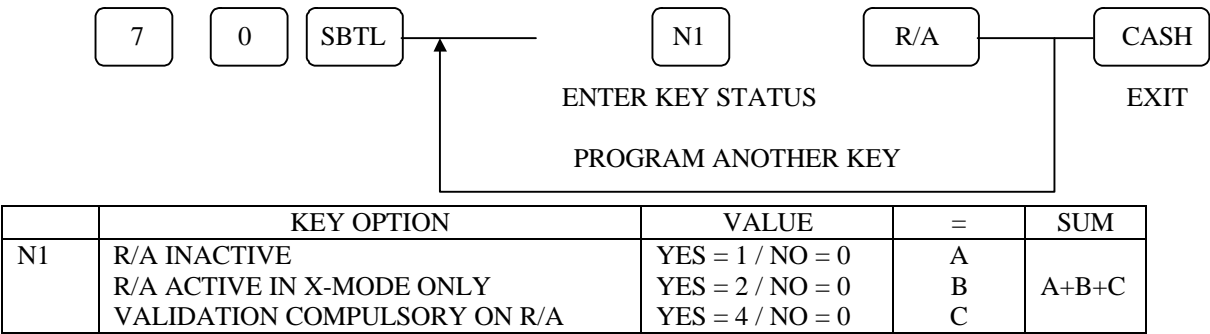 7 0 SBTL N1 R/A CASH
ENTER KEY STATUS EXIT
PROGRAM ANOTHER KEY
KEY OPTION VALUE = SUM
N1 R/A INACTIVE YES = 1 / NO = 0 A
R/A ACTIVE IN X-MODE ONLY YES = 2 / NO = 0 B A+B+C
VALIDATION COMPULSORY ON R/A YES = 4 / NO = 0 C